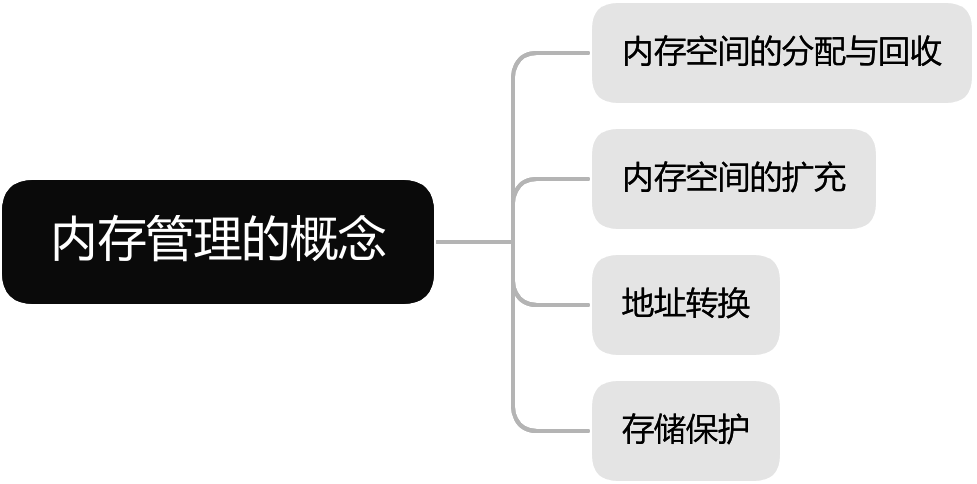 内存管理的概念
内存空间的分配与回收
内存空间的扩充
地址转换
存储保护